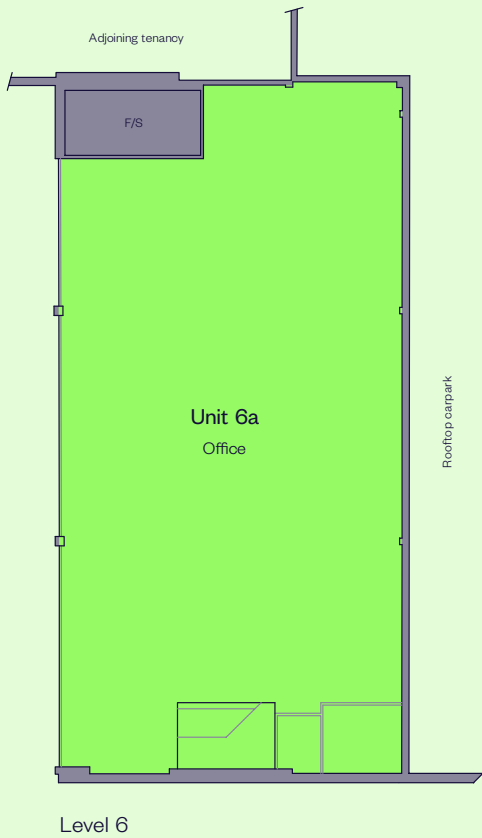 Adjoining tenancy
F/S
Unit 6a
Office
Rooftop carpark
Level 6